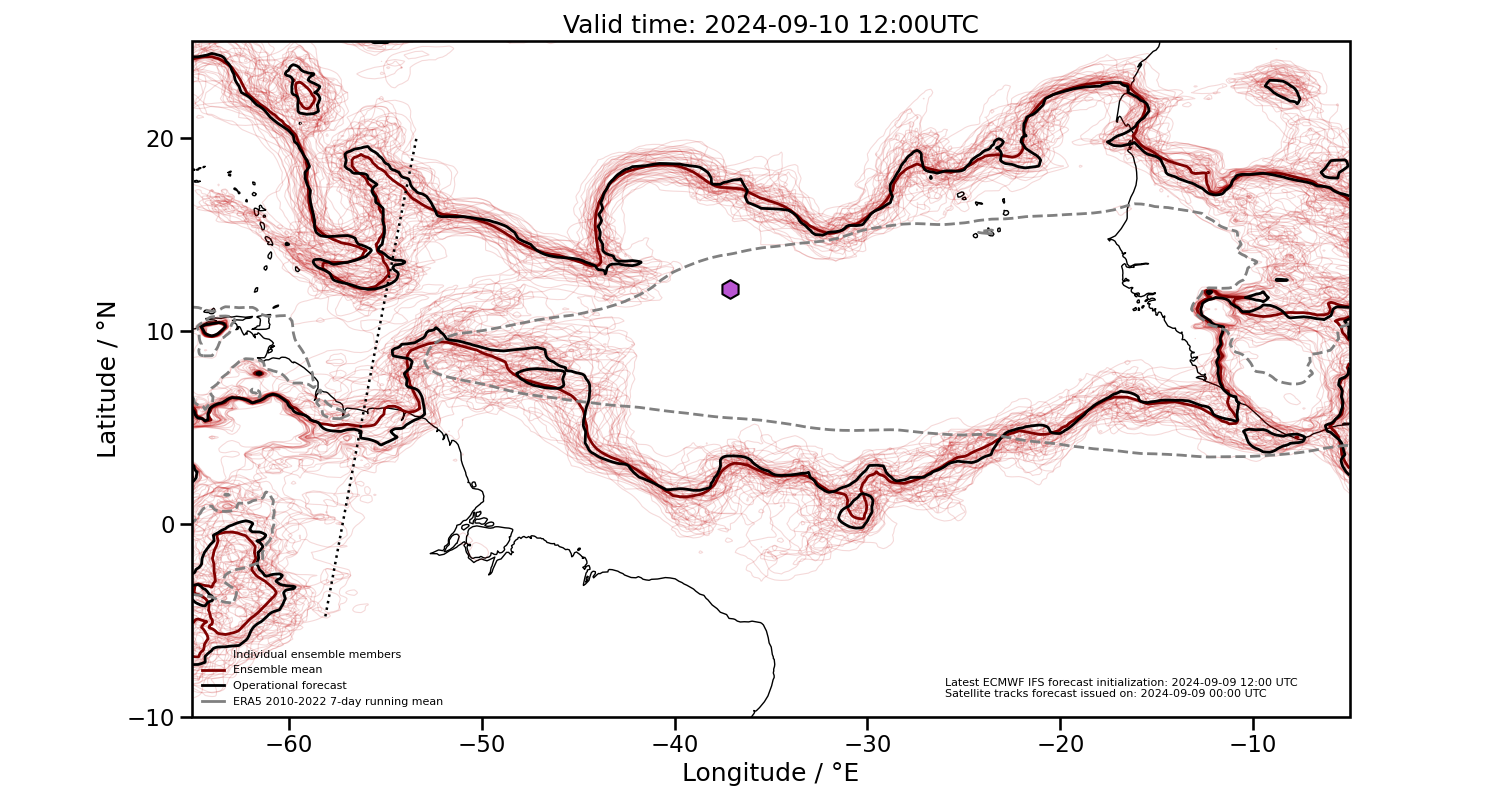 Valid time: 2024-09-10 12:00UTC
20
10
0
−10
Latitude / °N
Individual ensemble members
Ensemble mean
Operational forecast
ERA5 2010-2022 7-day running mean
Latest ECMWF IFS forecast initialization: 2024-09-09 12:00 UTC
Satellite tracks forecast issued on: 2024-09-09 00:00 UTC
−60 −50 −40 −30 −20 −10
Longitude / °E